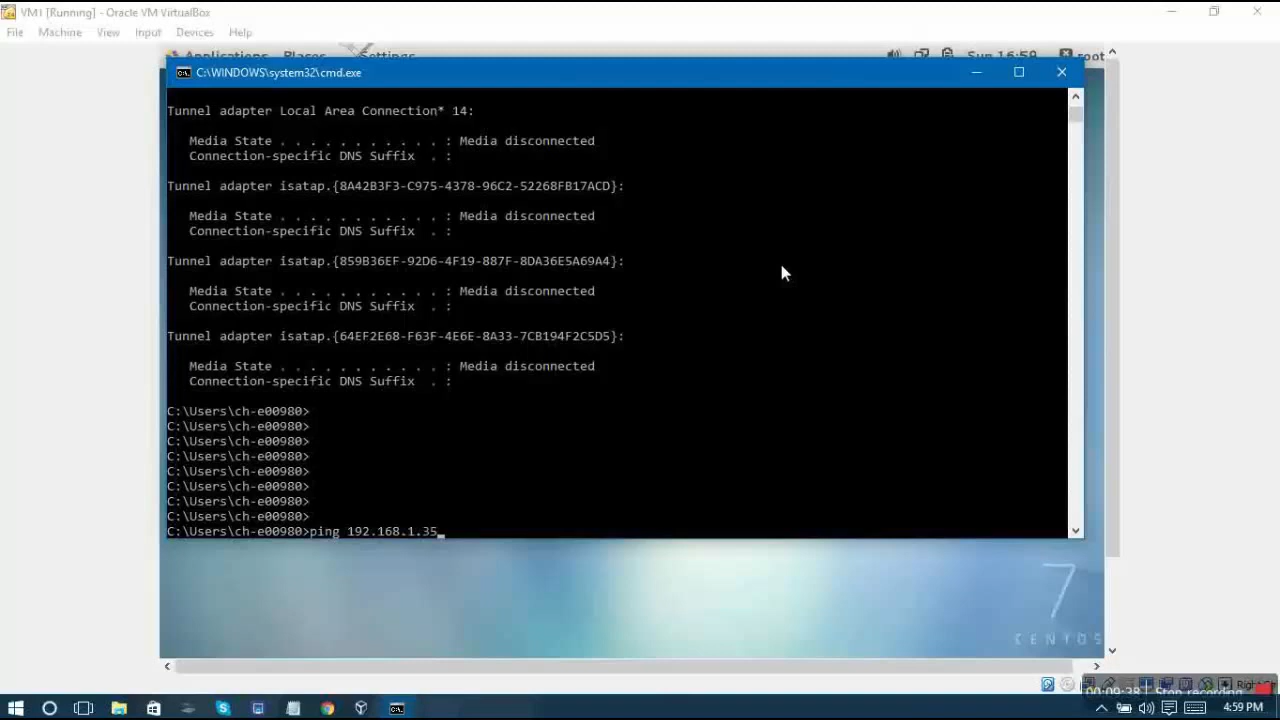 VM1 [Running] - Oracle VM VirtualBox
File Machine View Input Devices Help
Applications Places Settings Sun 16:59 root
C:\WINDOWS\system32\cmd.exe
Tunnel adapter Local Area Connection* 14:
Media State . . . . . . . . . . . : Media disconnected
Connection-specific DNS Suffix . :
Tunnel adapter isatap.{8A42B3F3-C975-4378-96C2-52268FB17ACD}:
Media State . . . . . . . . . . . : Media disconnected
Connection-specific DNS Suffix . :
Tunnel adapter isatap.{859B36EF-92D6-4F19-887F-8DA36E5A69A4}:
Media State . . . . . . . . . . . : Media disconnected
Connection-specific DNS Suffix . :
Tunnel adapter isatap.{64EF2E68-F63F-4E6E-8A33-7CB194F2C5D5}:
Media State . . . . . . . . . . . : Media disconnected
Connection-specific DNS Suffix . :
C:\Users\ch-e00980>
C:\Users\ch-e00980>
C:\Users\ch-e00980>
C:\Users\ch-e00980>
C:\Users\ch-e00980>
C:\Users\ch-e00980>
C:\Users\ch-e00980>
C:\Users\ch-e00980>
C:\Users\ch-e00980>ping 192.168.1.35_
7
CENTOS
Right
00:09:38 Stop recording
4:59 PM